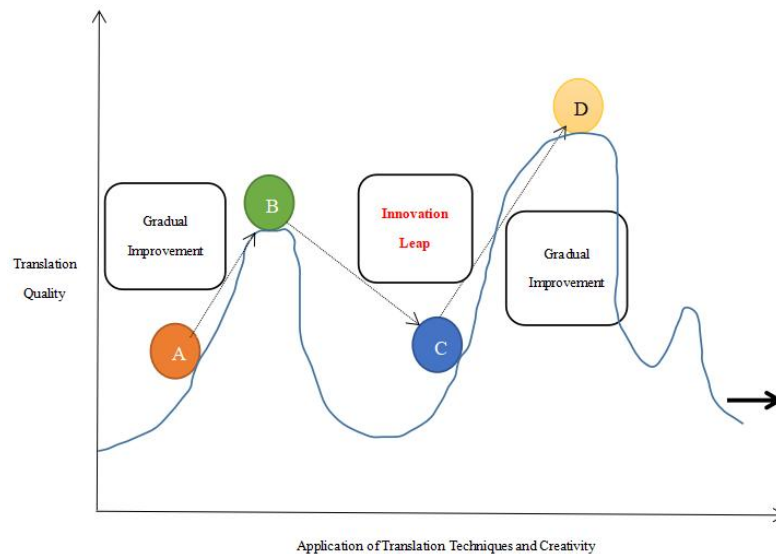 D
B
Gradual
Improvement
Innovation
Leap
Gradual
Improvement
Translation
Quality
A
C
Application of Translation Techniques and Creativity